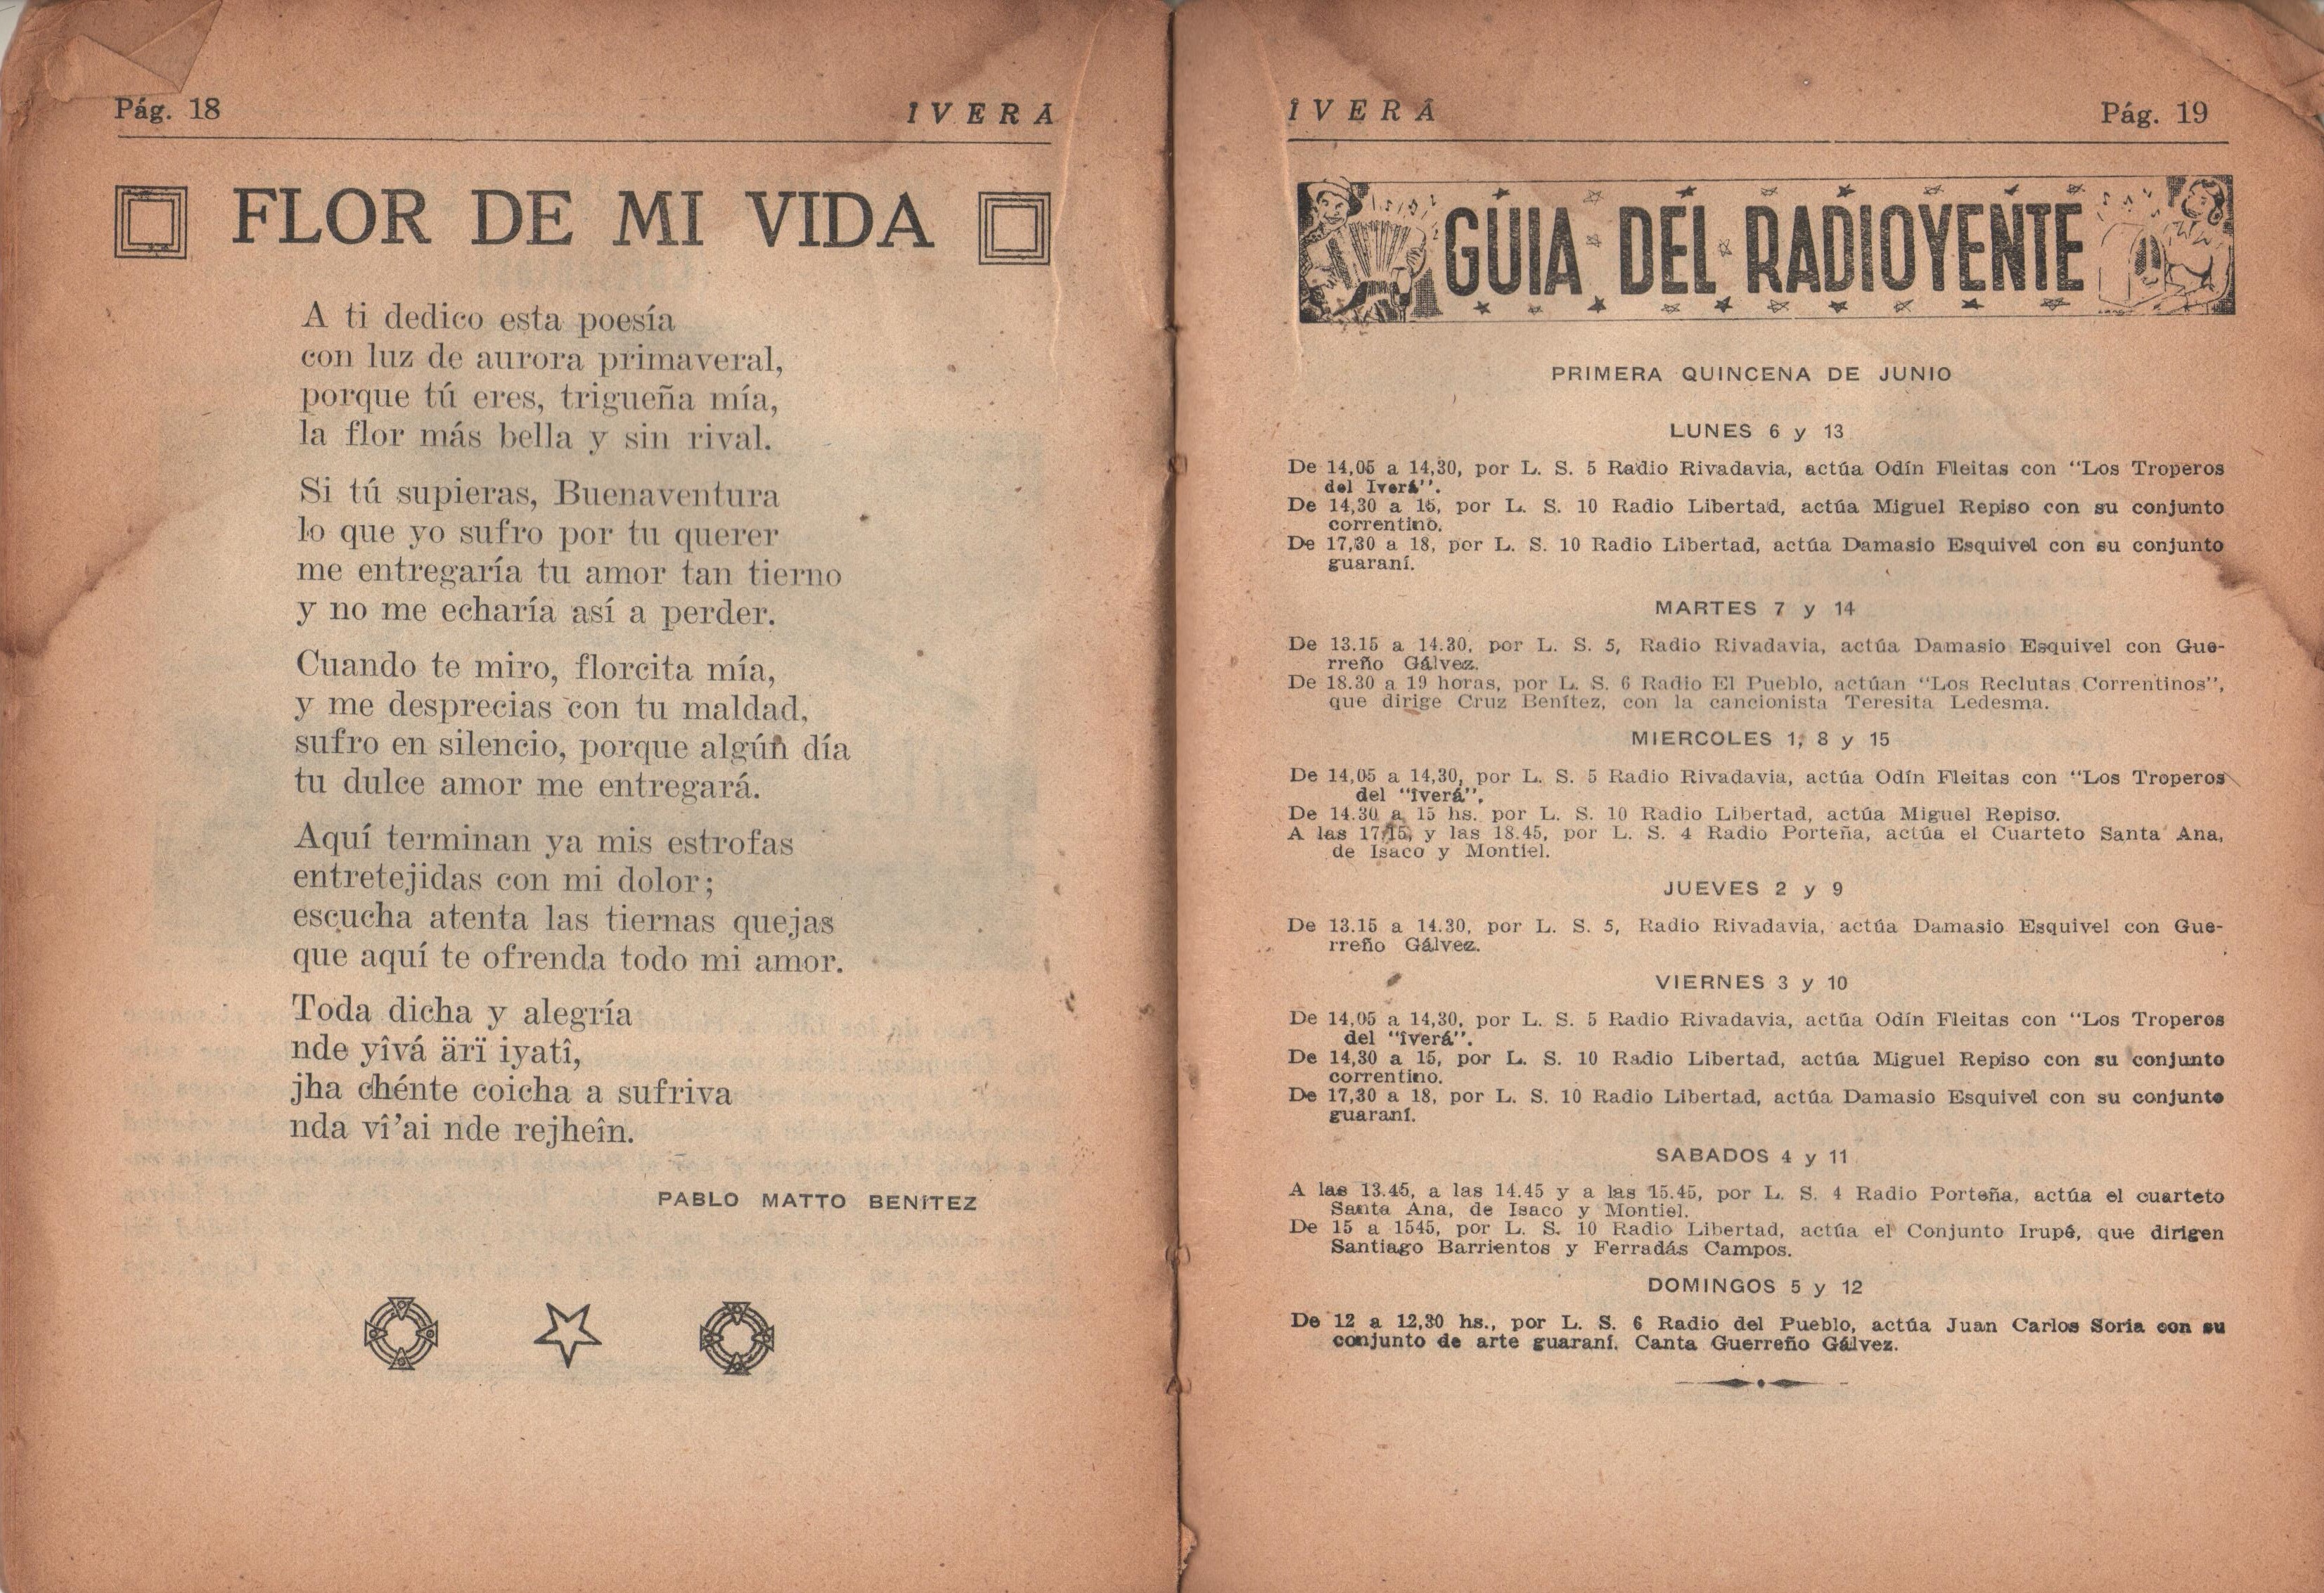 Pág. 18
ÎVERÁ
FLOR DE MI VIDA
A ti dedico esta poesía
con luz de aurora primaveral,
porque tú eres, trigueña mía,
la flor más bella y sin rival.
Si tú supieras, Buenaventura
lo que yo sufro por tu querer
me entregaría tu amor tan tierno
y no me echaría así a perder.
Cuando te miro, florcita mía,
y me desprecias con tu maldad,
sufro en silencio, porque algún día
tu dulce amor me entregará.
Aquí terminan ya mis estrofas
entretejidas con mi dolor;
escucha atenta las tiernas quejas
que aquí te ofrenda todo mi amor.
Toda dicha y alegría
nde yîvá ärï iyatî,
jha chénte coicha a sufriva
nda vî'ai nde rejheîn.
PABLO MATTO BENITEZ
ÎVERÁ
Pág. 19
GUIA DEL RADIOYENTE
PRIMERA QUINCENA DE JUNIO
LUNES 6 y 13
De 14,05 a 14,30, por L. S. 5 Radio Rivadavia, actúa Odín Fleitas con "Los Troperos
del Iverá".
De 14,30 a 15, por L. S. 10 Radio Libertad, actúa Miguel Repiso con su conjunto
correntino.
De 17,30 a 18, por L. S. 10 Radio Libertad, actúa Damasio Esquivel con su conjunto
guaraní.
MARTES 7 y 14
De 13.15 a 14.30, por L. S. 5, Radio Rivadavia, actúa Damasio Esquivel con Gue-
rreño Gálvez.
De 18.30 a 19 horas, por L. S. 6 Radio El Pueblo, actúan "Los Reclutas Correntinos",
que dirige Cruz Benítez, con la cancionista Teresita Ledesma.
MIERCOLES 1, 8 y 15
De 14,05 a 14,30, por L. S. 5 Radio Rivadavia, actúa Odín Fleitas con "Los Troperos
del "îverá".
De 14.30 a 15 hs. por L. S. 10 Radio Libertad, actúa Miguel Repiso.
A las 17,15, y las 18.45, por L. S. 4 Radio Porteña, actúa el Cuarteto Santa Ana,
de Isaco y Montiel.
JUEVES 2 y 9
De 13.15 a 14.30, por L. S. 5, Radio Rivadavia, actúa Damasio Esquivel con Gue-
rreño Gálvez.
VIERNES 3 y 10
De 14,05 a 14,30, por L. S. 5 Radio Rivadavia, actúa Odín Fleitas con "Los Troperos
del "îverá".
De 14,30 a 15, por L. S. 10 Radio Libertad, actúa Miguel Repiso con su conjunto
correntino.
De 17,30 a 18, por L. S. 10 Radio Libertad, actúa Damasio Esquivel con su conjunto
guaraní.
SABADOS 4 y 11
A las 13.45, a las 14.45 y a las 15.45, por L. S. 4 Radio Porteña, actúa el cuarteto
Santa Ana, de Isaco y Montiel.
De 15 a 1545, por L. S. 10 Radio Libertad, actúa el Conjunto Irupé, que dirigen
Santiago Barrientos y Ferradás Campos.
DOMINGOS 5 y 12
De 12 a 12,30 hs., por L. S. 6 Radio del Pueblo, actúa Juan Carlos Soria con su
conjunto de arte guaraní. Canta Guerreño Gálvez.